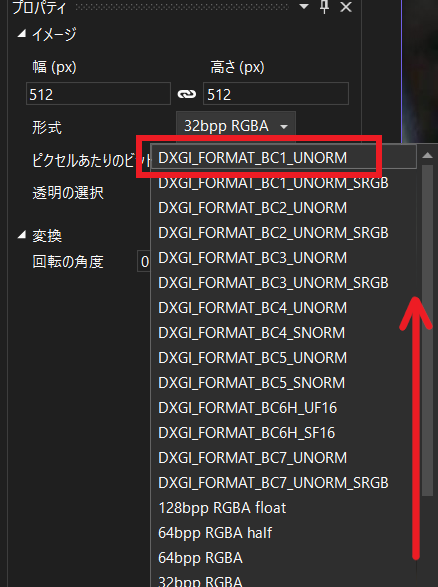 プロパティ
イメージ
幅 (px)
高さ (px)
512
512
形式
32bpp RGBA
ピクセルあたりのビット
DXGI_FORMAT_BC1_UNORM
DXGI_FORMAT_BC1_UNORM_SRGB
透明の選択
DXGI_FORMAT_BC2_UNORM
DXGI_FORMAT_BC2_UNORM_SRGB
変換
DXGI_FORMAT_BC3_UNORM
回転の角度
0
DXGI_FORMAT_BC3_UNORM_SRGB
DXGI_FORMAT_BC4_UNORM
DXGI_FORMAT_BC4_SNORM
DXGI_FORMAT_BC5_UNORM
DXGI_FORMAT_BC5_SNORM
DXGI_FORMAT_BC6H_UF16
DXGI_FORMAT_BC6H_SF16
DXGI_FORMAT_BC7_UNORM
DXGI_FORMAT_BC7_UNORM_SRGB
128bpp RGBA float
64bpp RGBA half
64bpp RGBA
32bpp RGBA